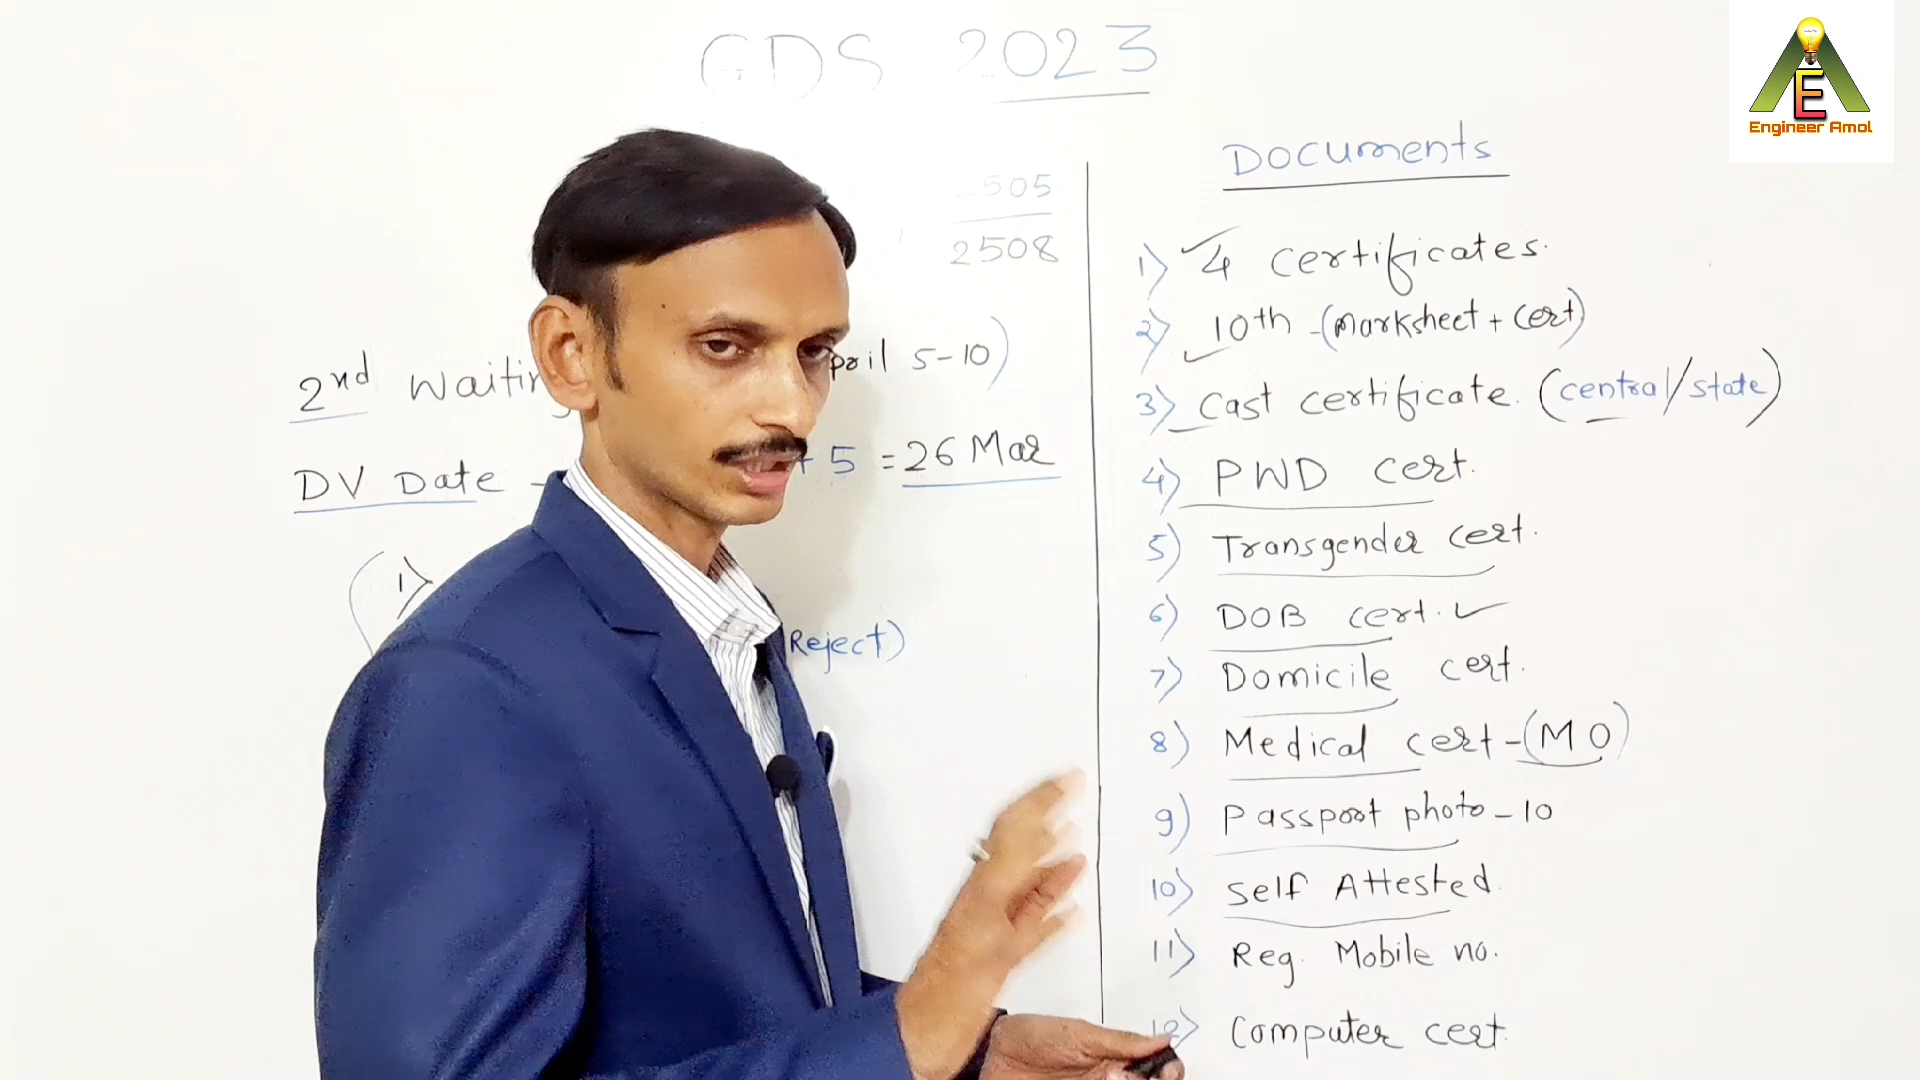 GDS 2023
E
Engineer Amol
505
2508
2nd Waitin
pril 5-10)
DV Date -
+ 5 = 26 Mar
1)
Reject)
Documents
1) 4 certificates.
2) 10th -(Marksheet + Cert)
3) Cast certificate. (central/state)
4) PWD cert.
5) Transgender cert.
6) DOB cert.
7) Domicile cert.
8) Medical cert-(MO)
9) Passport photo-10
10) Self Attested.
11) Reg. Mobile no.
12) Computer cert.